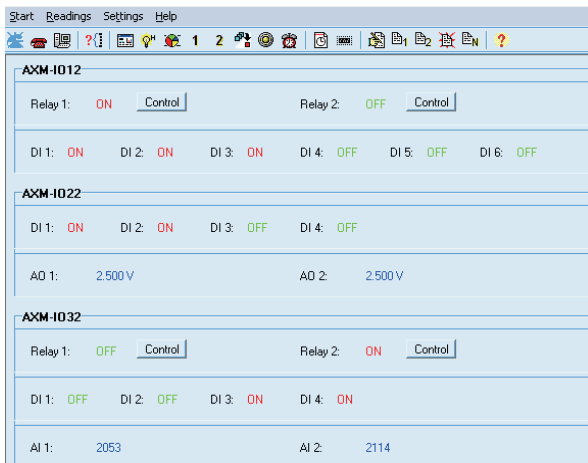 Start Readings Settings Help
?{} H 1 2 1 2 N ?
AXM-IO12
Relay 1: ON Control Relay 2: OFF Control
DI 1: ON DI 2: ON DI 3: ON DI 4: OFF DI 5: OFF DI 6: OFF
AXM-IO22
DI 1: ON DI 2: ON DI 3: OFF DI 4: OFF
AO 1: 2.500 V AO 2: 2.500 V
AXM-IO32
Relay 1: OFF Control Relay 2: ON Control
DI 1: OFF DI 2: OFF DI 3: ON DI 4: ON
AI 1: 2053 AI 2: 2114